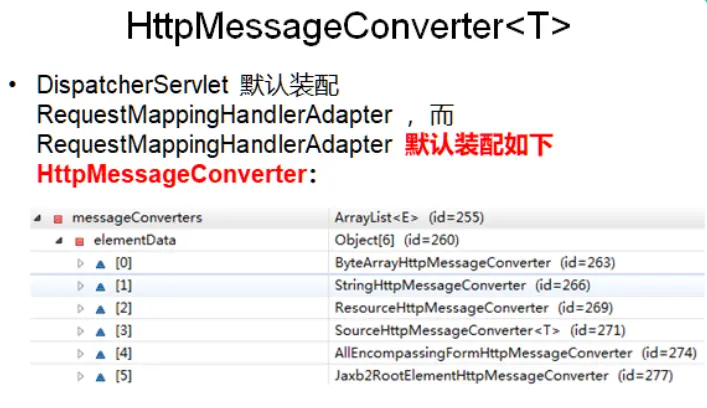 HttpMessageConverter<T>
• DispatcherServlet 默认装配
RequestMappingHandlerAdapter ，而
RequestMappingHandlerAdapter 默认装配如下
HttpMessageConverter：
messageConverters ArrayList<E> (id=255)
elementData Object[6] (id=260)
[0] ByteArrayHttpMessageConverter (id=263)
[1] StringHttpMessageConverter (id=266)
[2] ResourceHttpMessageConverter (id=269)
[3] SourceHttpMessageConverter<T> (id=271)
[4] AllEncompassingFormHttpMessageConverter (id=274)
[5] Jaxb2RootElementHttpMessageConverter (id=277)